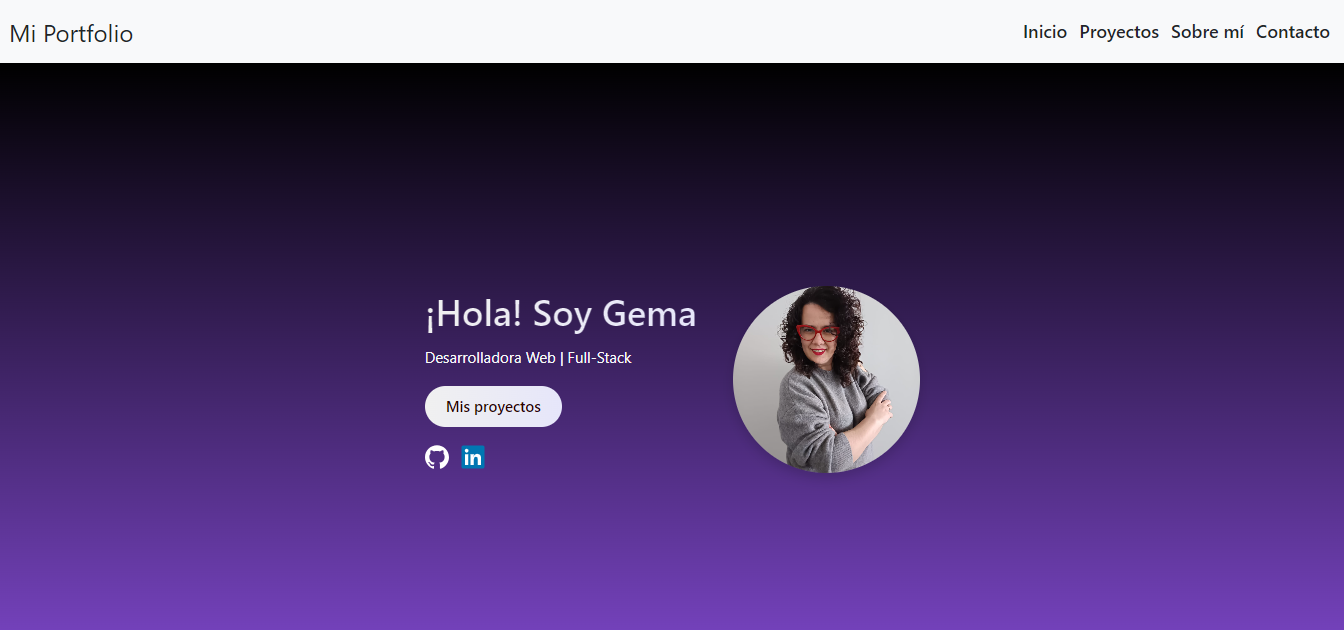 Mi Portfolio
Inicio Proyectos Sobre mí Contacto
¡Hola! Soy Gema
Desarrolladora Web | Full-Stack
Mis proyectos
in